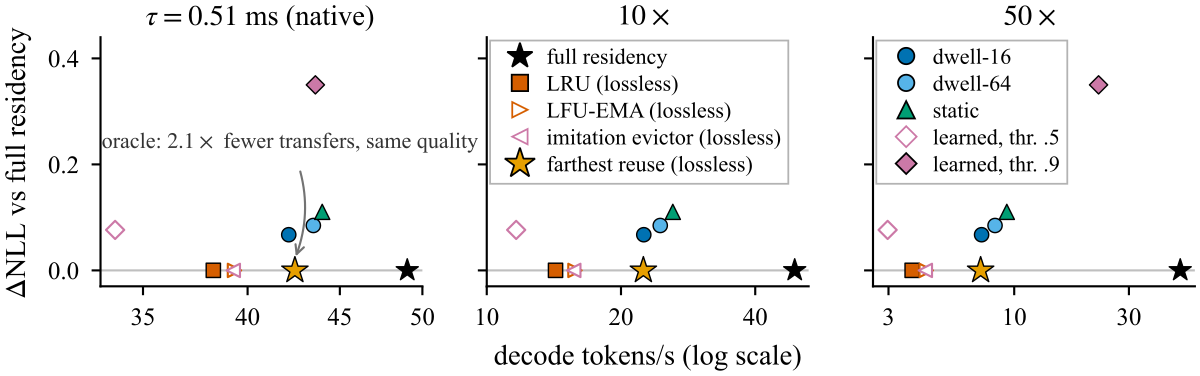 τ = 0.51 ms (native)
10 ×
50 ×
ΔNLL vs full residency
0.4
0.2
0.0
oracle: 2.1 × fewer transfers, same quality
full residency
LRU (lossless)
LFU-EMA (lossless)
imitation evictor (lossless)
farthest reuse (lossless)
dwell-16
dwell-64
static
learned, thr. .5
learned, thr. .9
35 40 45 50
10 20 40
3 10 30
decode tokens/s (log scale)